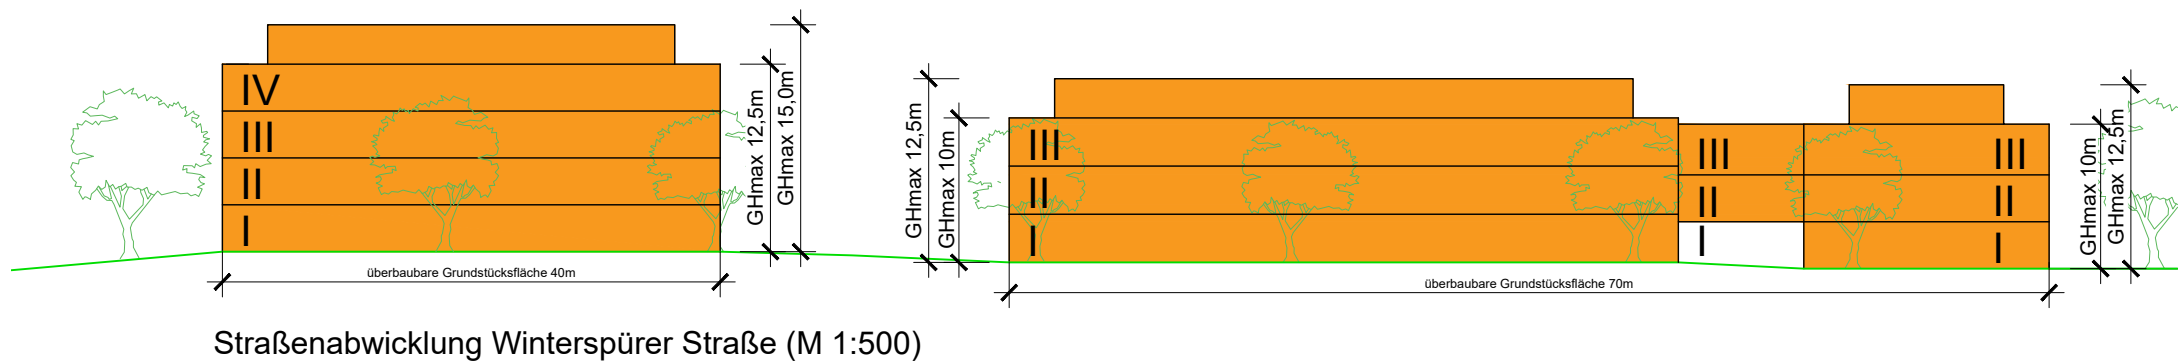 IV
III
II
I
GHmax 12,5m
GHmax 15,0m
überbaubare Grundstücksfläche 40m
GHmax 12,5m
GHmax 10m
III
II
I
III
II
I
III
II
I
GHmax 10m
GHmax 12,5m
überbaubare Grundstücksfläche 70m
Straßenabwicklung Winterspürer Straße (M 1:500)